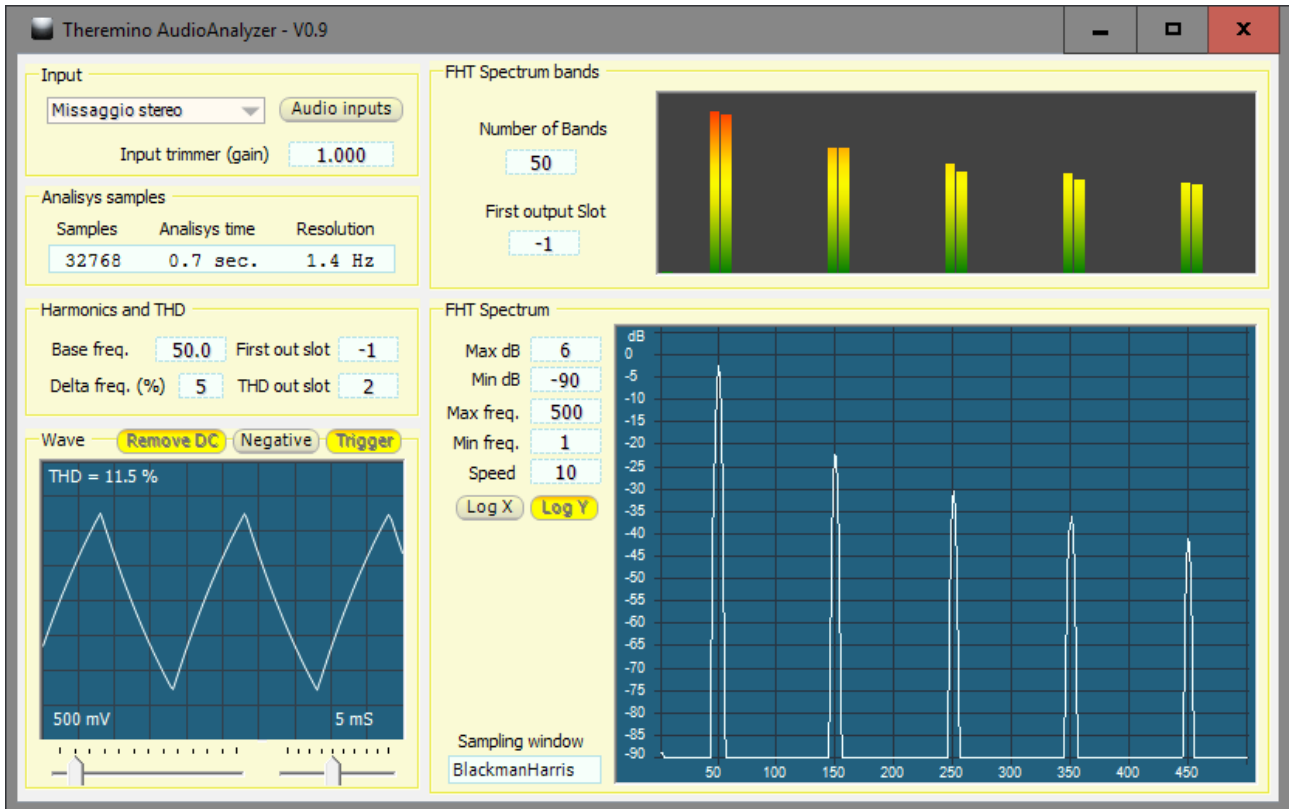 Theremino AudioAnalyzer - V0.9
Input
Missaggio stereo Audio inputs
Input trimmer (gain) 1.000
Analisys samples
Samples Analisys time Resolution
32768 0.7 sec. 1.4 Hz
Harmonics and THD
Base freq. 50.0 First out slot -1
Delta freq. (%) 5 THD out slot 2
Wave Remove DC Negative Trigger
THD = 11.5 %
500 mV 5 mS
FHT Spectrum bands
Number of Bands
50
First output Slot
-1
FHT Spectrum
Max dB 6
Min dB -90
Max freq. 500
Min freq. 1
Speed 10
Log X Log Y
Sampling window
BlackmanHarris
dB
0
-5
-10
-15
-20
-25
-30
-35
-40
-45
-50
-55
-60
-65
-70
-75
-80
-85
-90
50 100 150 200 250 300 350 400 450